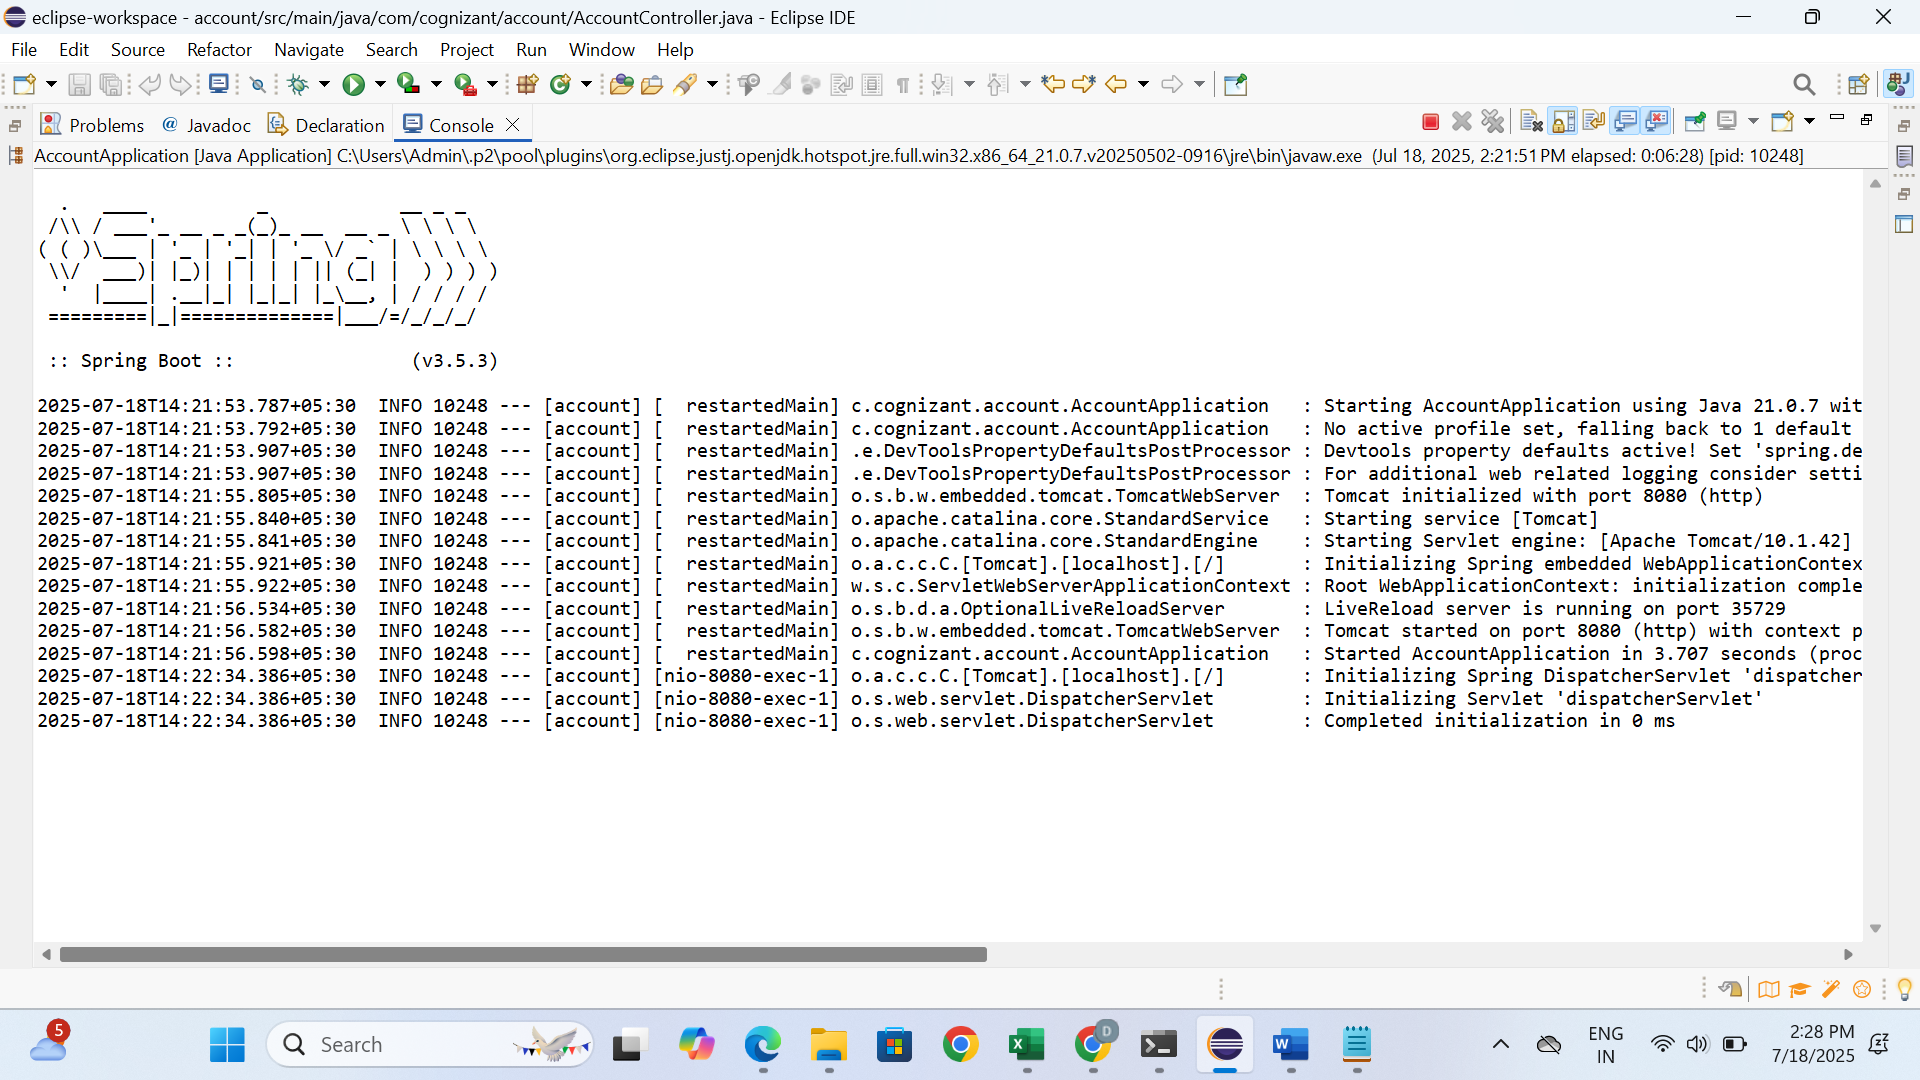 eclipse-workspace - account/src/main/java/com/cognizant/account/AccountController.java - Eclipse IDE
File Edit Source Refactor Navigate Search Project Run Window Help
Problems @ Javadoc Declaration Console
AccountApplication [Java Application] C:\Users\Admin\.p2\pool\plugins\org.eclipse.justj.openjdk.hotspot.jre.full.win32.x86_64_21.0.7.v20250502-0916\jre\bin\javaw.exe (Jul 18, 2025, 2:21:51 PM elapsed: 0:06:28) [pid: 10248]
  .   ____          _            __ _ _
 /\\ / ___'_ __ _ _(_)_ __  __ _ \ \ \ \
( ( )\___ | '_ | '_| | '_ \/ _` | \ \ \ \
 \\/  ___)| |_)| | | | | || (_| |  ) ) ) )
  '  |____| .__|_| |_|_| |_\__, | / / / /
 =========|_|==============|___/=/_/_/_/
 :: Spring Boot ::                (v3.5.3)
2025-07-18T14:21:53.787+05:30  INFO 10248 --- [account] [  restartedMain] c.cognizant.account.AccountApplication   : Starting AccountApplication using Java 21.0.7 wit
2025-07-18T14:21:53.792+05:30  INFO 10248 --- [account] [  restartedMain] c.cognizant.account.AccountApplication   : No active profile set, falling back to 1 default
2025-07-18T14:21:53.907+05:30  INFO 10248 --- [account] [  restartedMain] .e.DevToolsPropertyDefaultsPostProcessor : Devtools property defaults active! Set 'spring.de
2025-07-18T14:21:53.907+05:30  INFO 10248 --- [account] [  restartedMain] .e.DevToolsPropertyDefaultsPostProcessor : For additional web related logging consider setti
2025-07-18T14:21:55.805+05:30  INFO 10248 --- [account] [  restartedMain] o.s.b.w.embedded.tomcat.TomcatWebServer  : Tomcat initialized with port 8080 (http)
2025-07-18T14:21:55.840+05:30  INFO 10248 --- [account] [  restartedMain] o.apache.catalina.core.StandardService   : Starting service [Tomcat]
2025-07-18T14:21:55.841+05:30  INFO 10248 --- [account] [  restartedMain] o.apache.catalina.core.StandardEngine    : Starting Servlet engine: [Apache Tomcat/10.1.42]
2025-07-18T14:21:55.921+05:30  INFO 10248 --- [account] [  restartedMain] o.a.c.c.C.[Tomcat].[localhost].[/]       : Initializing Spring embedded WebApplicationContex
2025-07-18T14:21:55.922+05:30  INFO 10248 --- [account] [  restartedMain] w.s.c.ServletWebServerApplicationContext : Root WebApplicationContext: initialization comple
2025-07-18T14:21:56.534+05:30  INFO 10248 --- [account] [  restartedMain] o.s.b.d.a.OptionalLiveReloadServer       : LiveReload server is running on port 35729
2025-07-18T14:21:56.582+05:30  INFO 10248 --- [account] [  restartedMain] o.s.b.w.embedded.tomcat.TomcatWebServer  : Tomcat started on port 8080 (http) with context p
2025-07-18T14:21:56.598+05:30  INFO 10248 --- [account] [  restartedMain] c.cognizant.account.AccountApplication   : Started AccountApplication in 3.707 seconds (proc
2025-07-18T14:22:34.386+05:30  INFO 10248 --- [account] [nio-8080-exec-1] o.a.c.c.C.[Tomcat].[localhost].[/]       : Initializing Spring DispatcherServlet 'dispatcher
2025-07-18T14:22:34.386+05:30  INFO 10248 --- [account] [nio-8080-exec-1] o.s.web.servlet.DispatcherServlet        : Initializing Servlet 'dispatcherServlet'
2025-07-18T14:22:34.386+05:30  INFO 10248 --- [account] [nio-8080-exec-1] o.s.web.servlet.DispatcherServlet        : Completed initialization in 0 ms
5
Search
D
ENG
IN
2:28 PM
7/18/2025